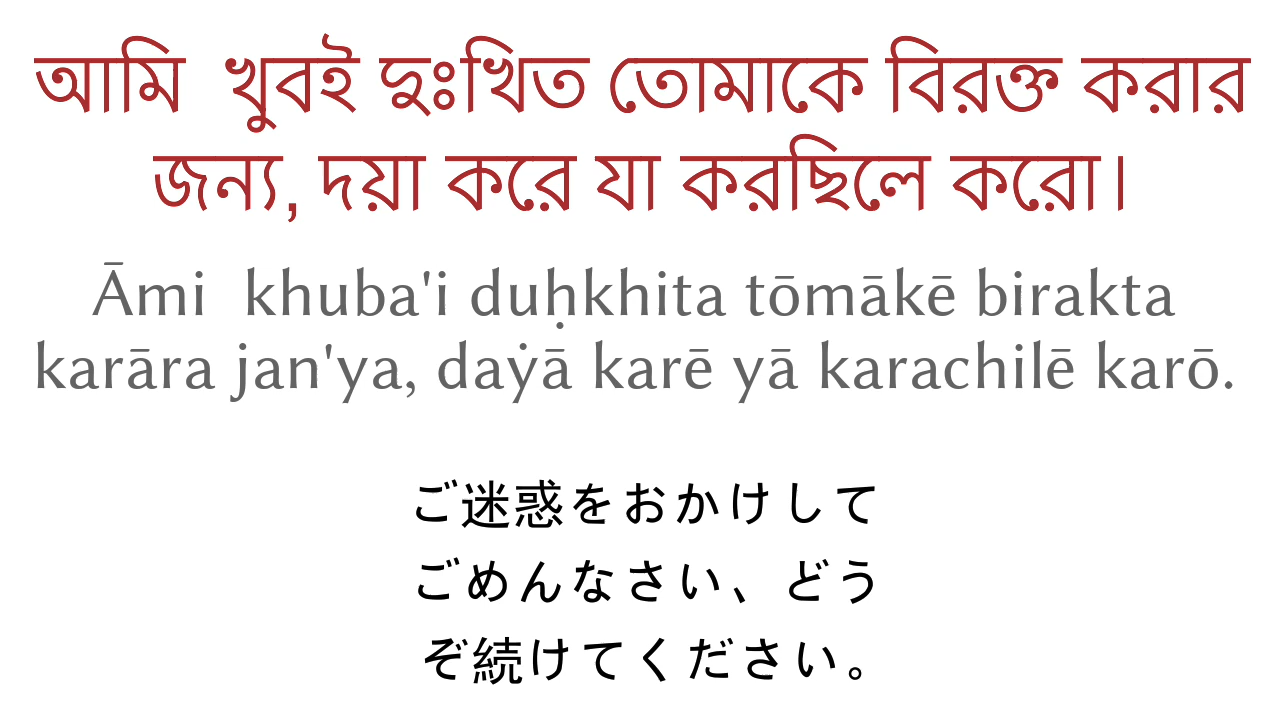 আমি  খুবই দুঃখিত তোমাকে বিরক্ত করার
জন্য, দয়া করে যা করছিলে করো।
Āmi  khuba'i duḥkhita tōmākē birakta
karāra jan'ya, daẏā karē yā karachilē karō.
ご迷惑をおかけして
ごめんなさい、どう
ぞ続けてください。